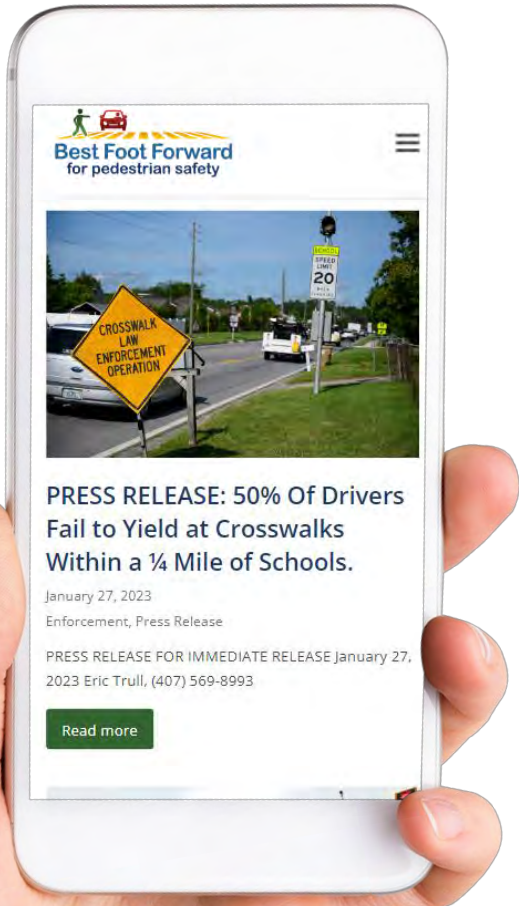 Best Foot Forward
for pedestrian safety
SCHOOL
SPEED
LIMIT
20
CROSSWALK
LAW
ENFORCEMENT
OPERATION
PRESS RELEASE: 50% Of Drivers
Fail to Yield at Crosswalks
Within a ¼ Mile of Schools.
January 27, 2023
Enforcement, Press Release
PRESS RELEASE FOR IMMEDIATE RELEASE January 27,
2023 Eric Trull, (407) 569-8993
Read more